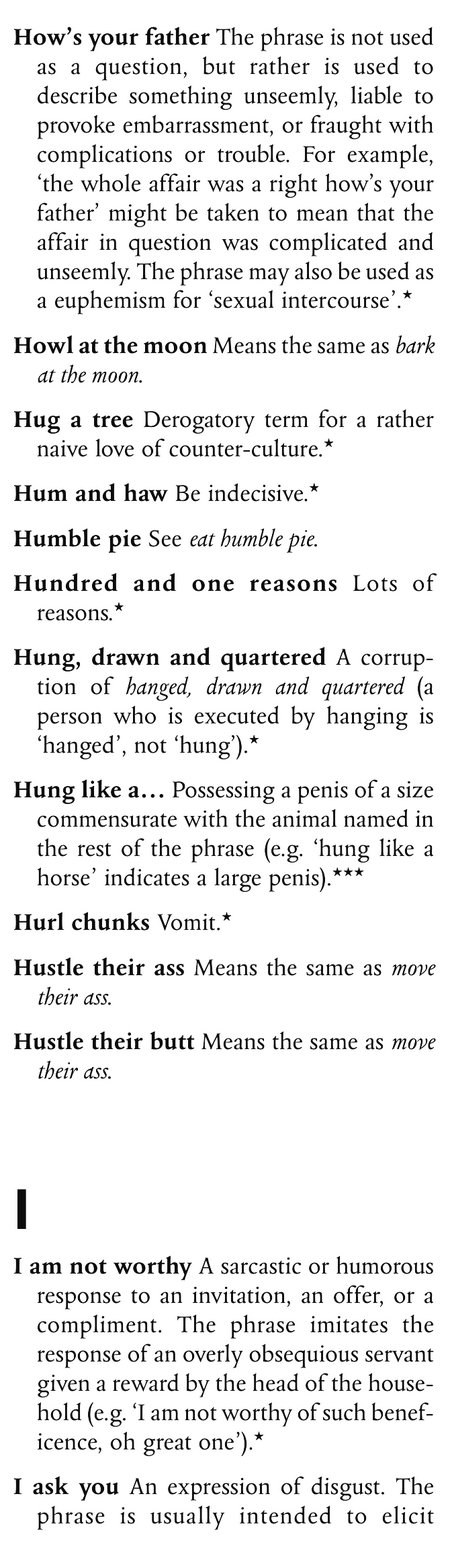 How’s your father The phrase is not used
as a question, but rather is used to
describe something unseemly, liable to
provoke embarrassment, or fraught with
complications or trouble. For example,
‘the whole affair was a right how’s your
father’ might be taken to mean that the
affair in question was complicated and
unseemly. The phrase may also be used as
a euphemism for ‘sexual intercourse’.★
Howl at the moon Means the same as bark
at the moon.
Hug a tree Derogatory term for a rather
naive love of counter-culture.★
Hum and haw Be indecisive.★
Humble pie See eat humble pie.
Hundred and one reasons Lots of
reasons.★
Hung, drawn and quartered A corrup-
tion of hanged, drawn and quartered (a
person who is executed by hanging is
‘hanged’, not ‘hung’).★
Hung like a... Possessing a penis of a size
commensurate with the animal named in
the rest of the phrase (e.g. ‘hung like a
horse’ indicates a large penis).★★★
Hurl chunks Vomit.★
Hustle their ass Means the same as move
their ass.
Hustle their butt Means the same as move
their ass.
I
I am not worthy A sarcastic or humorous
response to an invitation, an offer, or a
compliment. The phrase imitates the
response of an overly obsequious servant
given a reward by the head of the house-
hold (e.g. ‘I am not worthy of such benef-
icence, oh great one’).★
I ask you An expression of disgust. The
phrase is usually intended to elicit